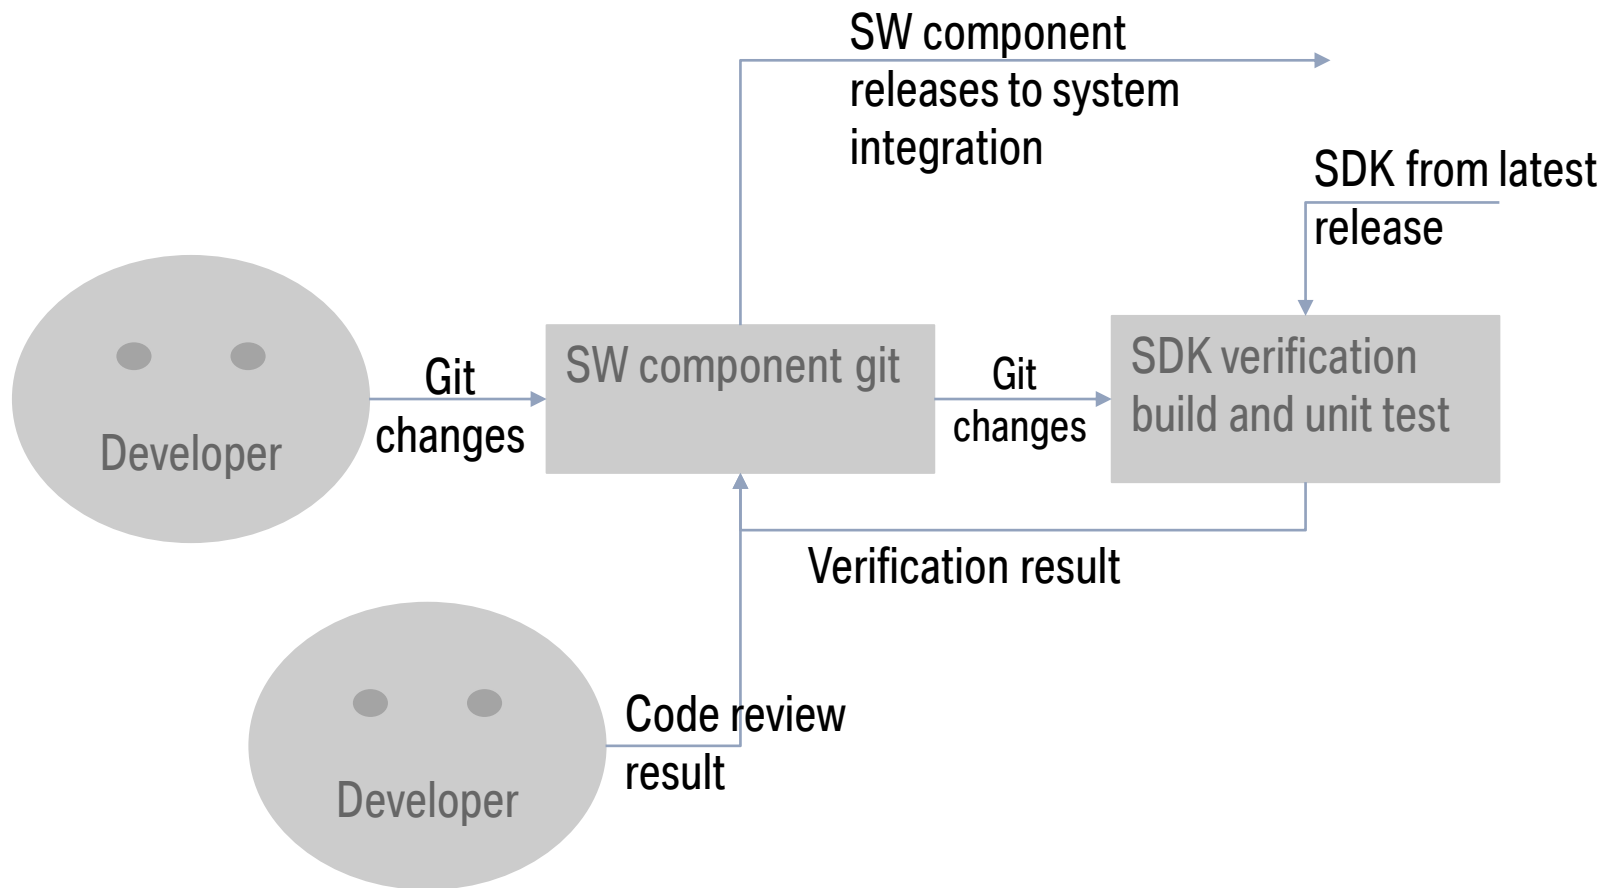 SW component
releases to system
integration
SDK from latest
release
Developer
Git
changes
SW component git
Git
changes
SDK verification
build and unit test
Verification result
Developer
Code review
result